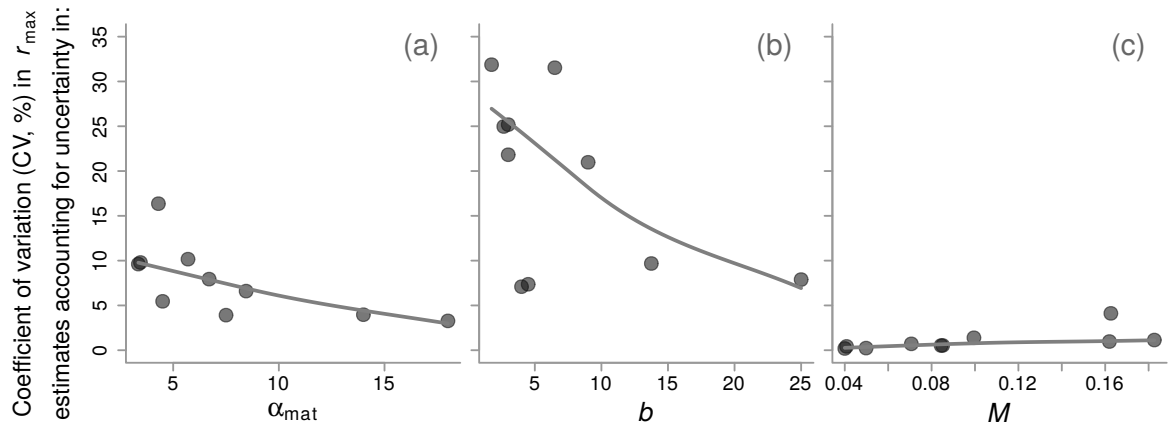 Coefficient of variation (CV, %) in r_max
estimates accounting for uncertainty in:
35
30
25
20
15
10
5
0
(a)
(b)
(c)
5 10 15
5 10 15 20 25
0.04 0.08 0.12 0.16
α_mat
b
M